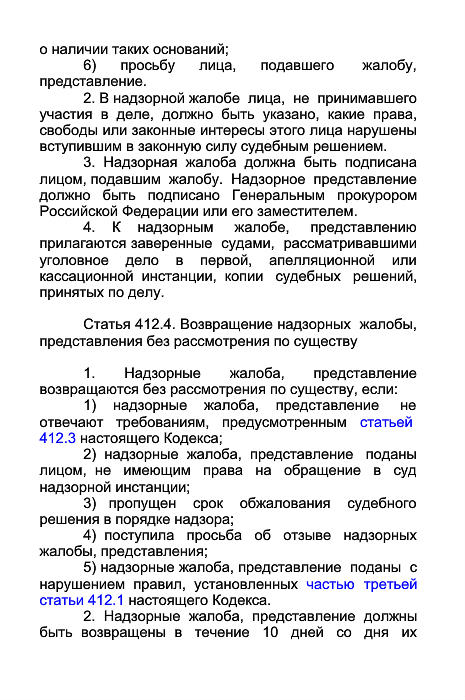 о наличии таких оснований;
6) просьбу лица, подавшего жалобу,
представление.
2. В надзорной жалобе лица, не принимавшего
участия в деле, должно быть указано, какие права,
свободы или законные интересы этого лица нарушены
вступившим в законную силу судебным решением.
3. Надзорная жалоба должна быть подписана
лицом, подавшим жалобу. Надзорное представление
должно быть подписано Генеральным прокурором
Российской Федерации или его заместителем.
4. К надзорным жалобе, представлению
прилагаются заверенные судами, рассматривавшими
уголовное дело в первой, апелляционной или
кассационной инстанции, копии судебных решений,
принятых по делу.
Статья 412.4. Возвращение надзорных жалобы,
представления без рассмотрения по существу
1. Надзорные жалоба, представление
возвращаются без рассмотрения по существу, если:
1) надзорные жалоба, представление не
отвечают требованиям, предусмотренным статьей
412.3 настоящего Кодекса;
2) надзорные жалоба, представление поданы
лицом, не имеющим права на обращение в суд
надзорной инстанции;
3) пропущен срок обжалования судебного
решения в порядке надзора;
4) поступила просьба об отзыве надзорных
жалобы, представления;
5) надзорные жалоба, представление поданы с
нарушением правил, установленных частью третьей
статьи 412.1 настоящего Кодекса.
2. Надзорные жалоба, представление должны
быть возвращены в течение 10 дней со дня их